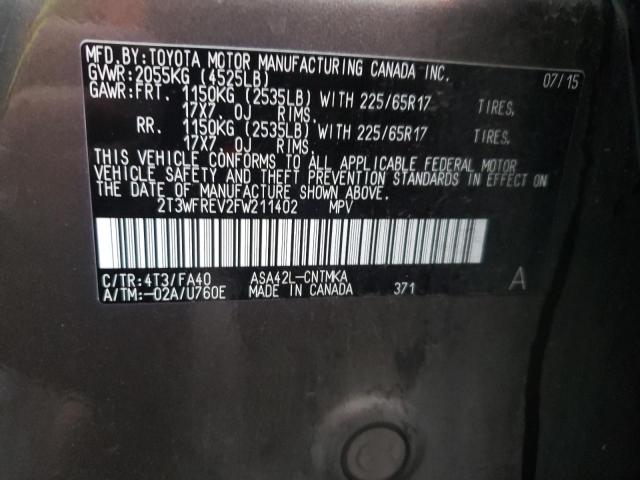 MFD. BY: TOYOTA MOTOR MANUFACTURING CANADA INC.
GVWR: 2055KG (4525LB) 07/15
GAWR: FRT. 1150KG (2535LB) WITH 225/65R17 TIRES,
17X7. 0J RIMS.
RR. 1150KG (2535LB) WITH 225/65R17 TIRES,
17X7. 0J RIMS.
THIS VEHICLE CONFORMS TO ALL APPLICABLE FEDERAL MOTOR
VEHICLE SAFETY AND THEFT PREVENTION STANDARDS IN EFFECT ON
THE DATE OF MANUFACTURE SHOWN ABOVE.
2T3WFREV2FW211402 MPV
C/TR: 4T3/FA40 ASA42L-CNTMKA
A/TM: -02A/U760E MADE IN CANADA 371 A